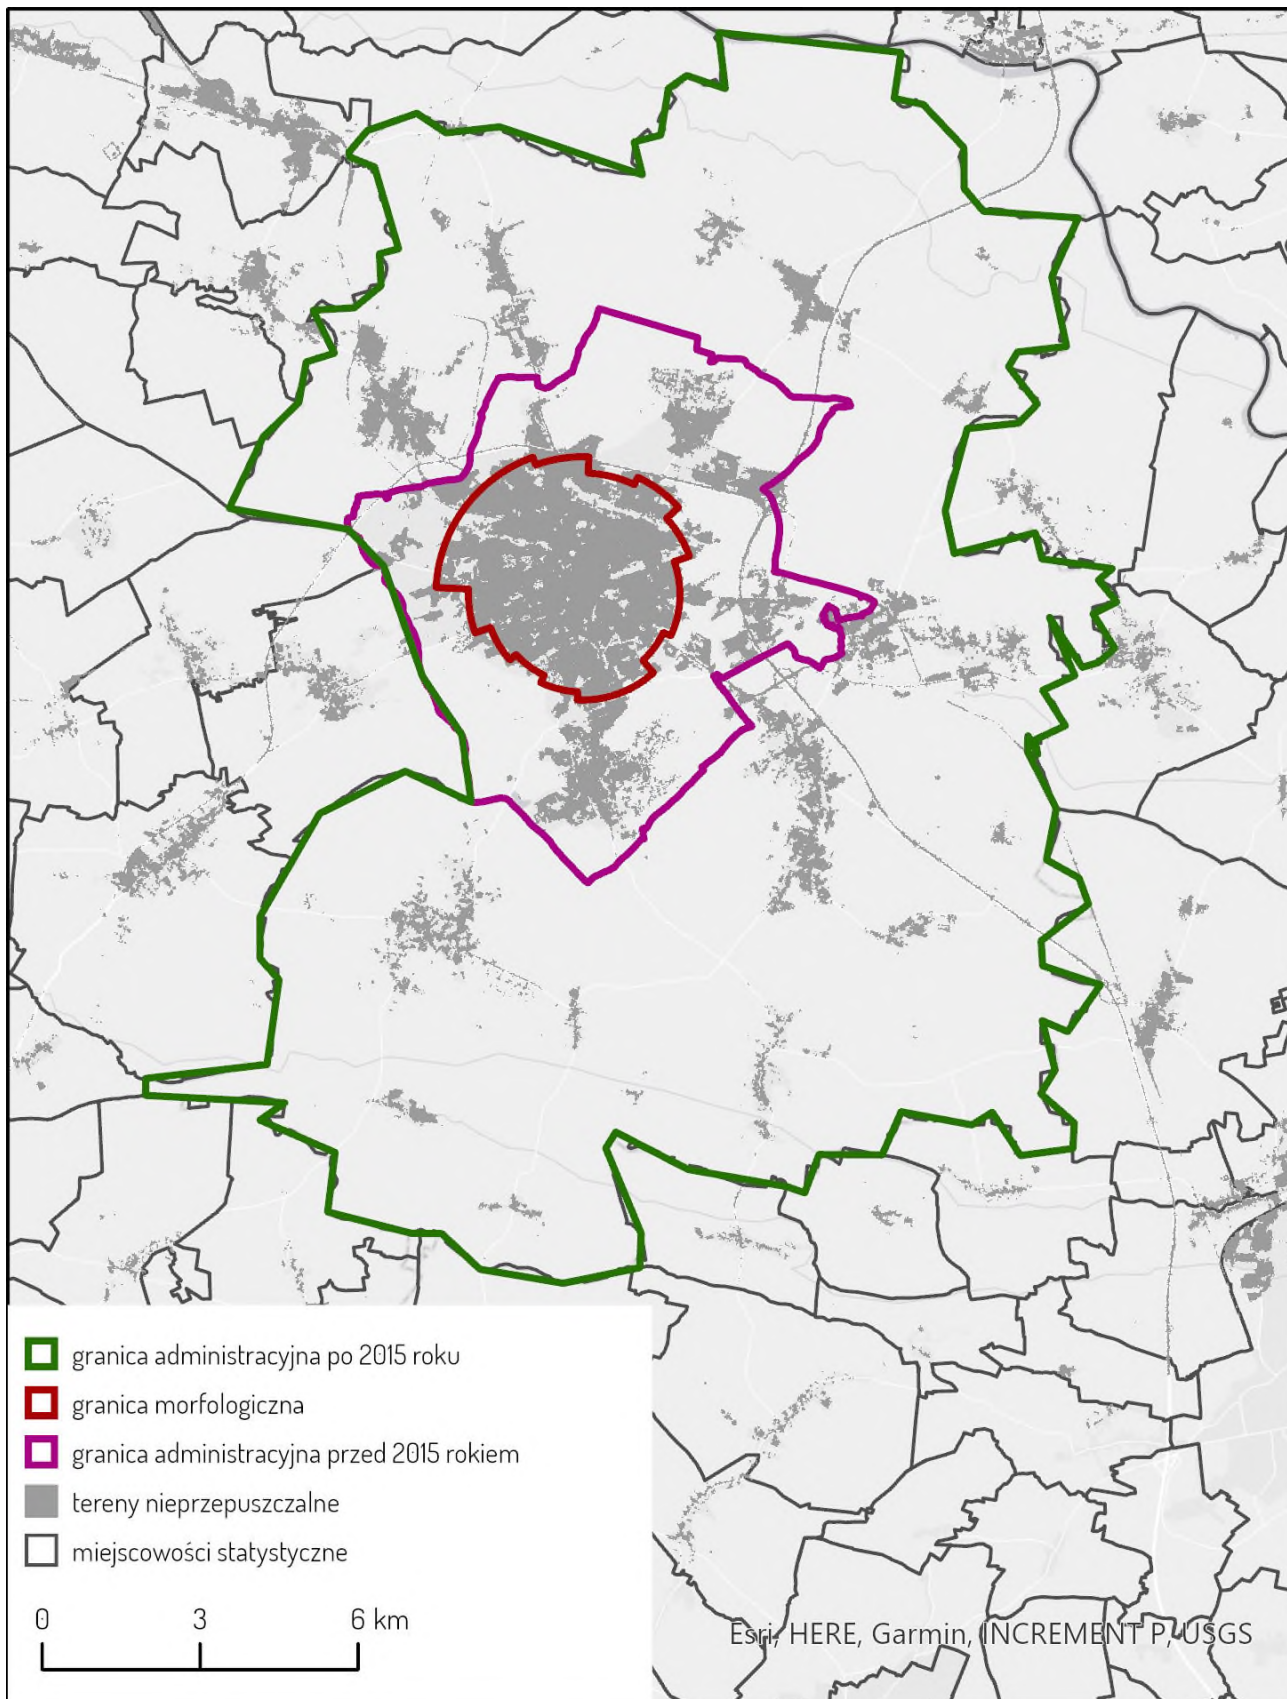 granica administracyjna po 2015 roku
granica morfologiczna
granica administracyjna przed 2015 rokiem
tereny nieprzepuszczalne
miejscowości statystyczne
0 3 6 km
Esri, HERE, Garmin, INCREMENT P, USGS